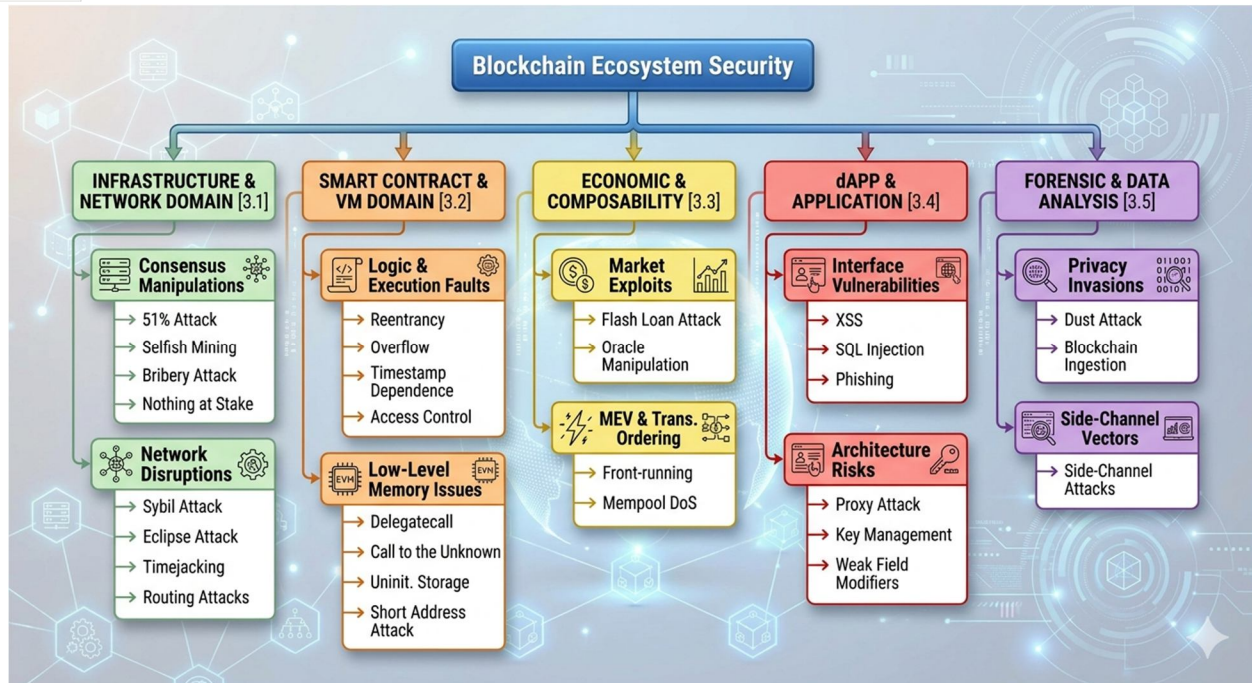 Blockchain Ecosystem Security
INFRASTRUCTURE &
NETWORK DOMAIN [3.1]
Consensus
Manipulations
51% Attack
Selfish Mining
Bribery Attack
Nothing at Stake
Network
Disruptions
Sybil Attack
Eclipse Attack
Timejacking
Routing Attacks
SMART CONTRACT &
VM DOMAIN [3.2]
Logic &
Execution Faults
Reentrancy
Overflow
Timestamp
Dependence
Access Control
EVM
Low-Level
Memory Issues
EVN
Delegatecall
Call to the Unknown
Uninit. Storage
Short Address
Attack
ECONOMIC &
COMPOSABILITY [3.3]
Market
Exploits
Flash Loan Attack
Oracle
Manipulation
MEV & Trans.
Ordering
Front-running
Mempool DoS
dAPP &
APPLICATION [3.4]
Interface
Vulnerabilities
XSS
SQL Injection
Phishing
Architecture
Risks
Proxy Attack
Key Management
Weak Field
Modifiers
FORENSIC & DATA
ANALYSIS [3.5]
Privacy
Invasions
Dust Attack
Blockchain
Ingestion
Side-Channel
Vectors
Side-Channel
Attacks